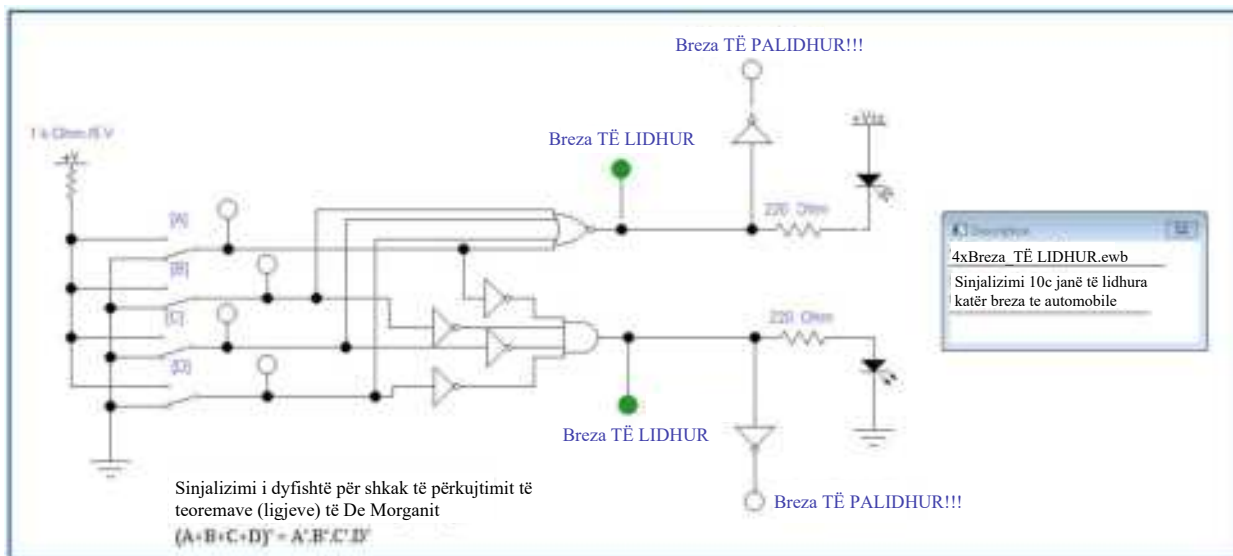 Breza TË PALIDHUR!!!
1 k Ohm /5 V
+V
Breza TË LIDHUR
[A]
220 Ohm
[B]
4xBreza_TË LIDHUR.ewb
Sinjalizimi 10c janë të lidhura
katër breza te automobile
[C]
220 Ohm
[D]
Breza TË LIDHUR
Sinjalizimi i dyfishtë për shkak të përkujtimit të
teoremave (ligjeve) të De Morganit
Breza TË PALIDHUR!!!
(A+B+C+D)' = A'.B'.C'.D'